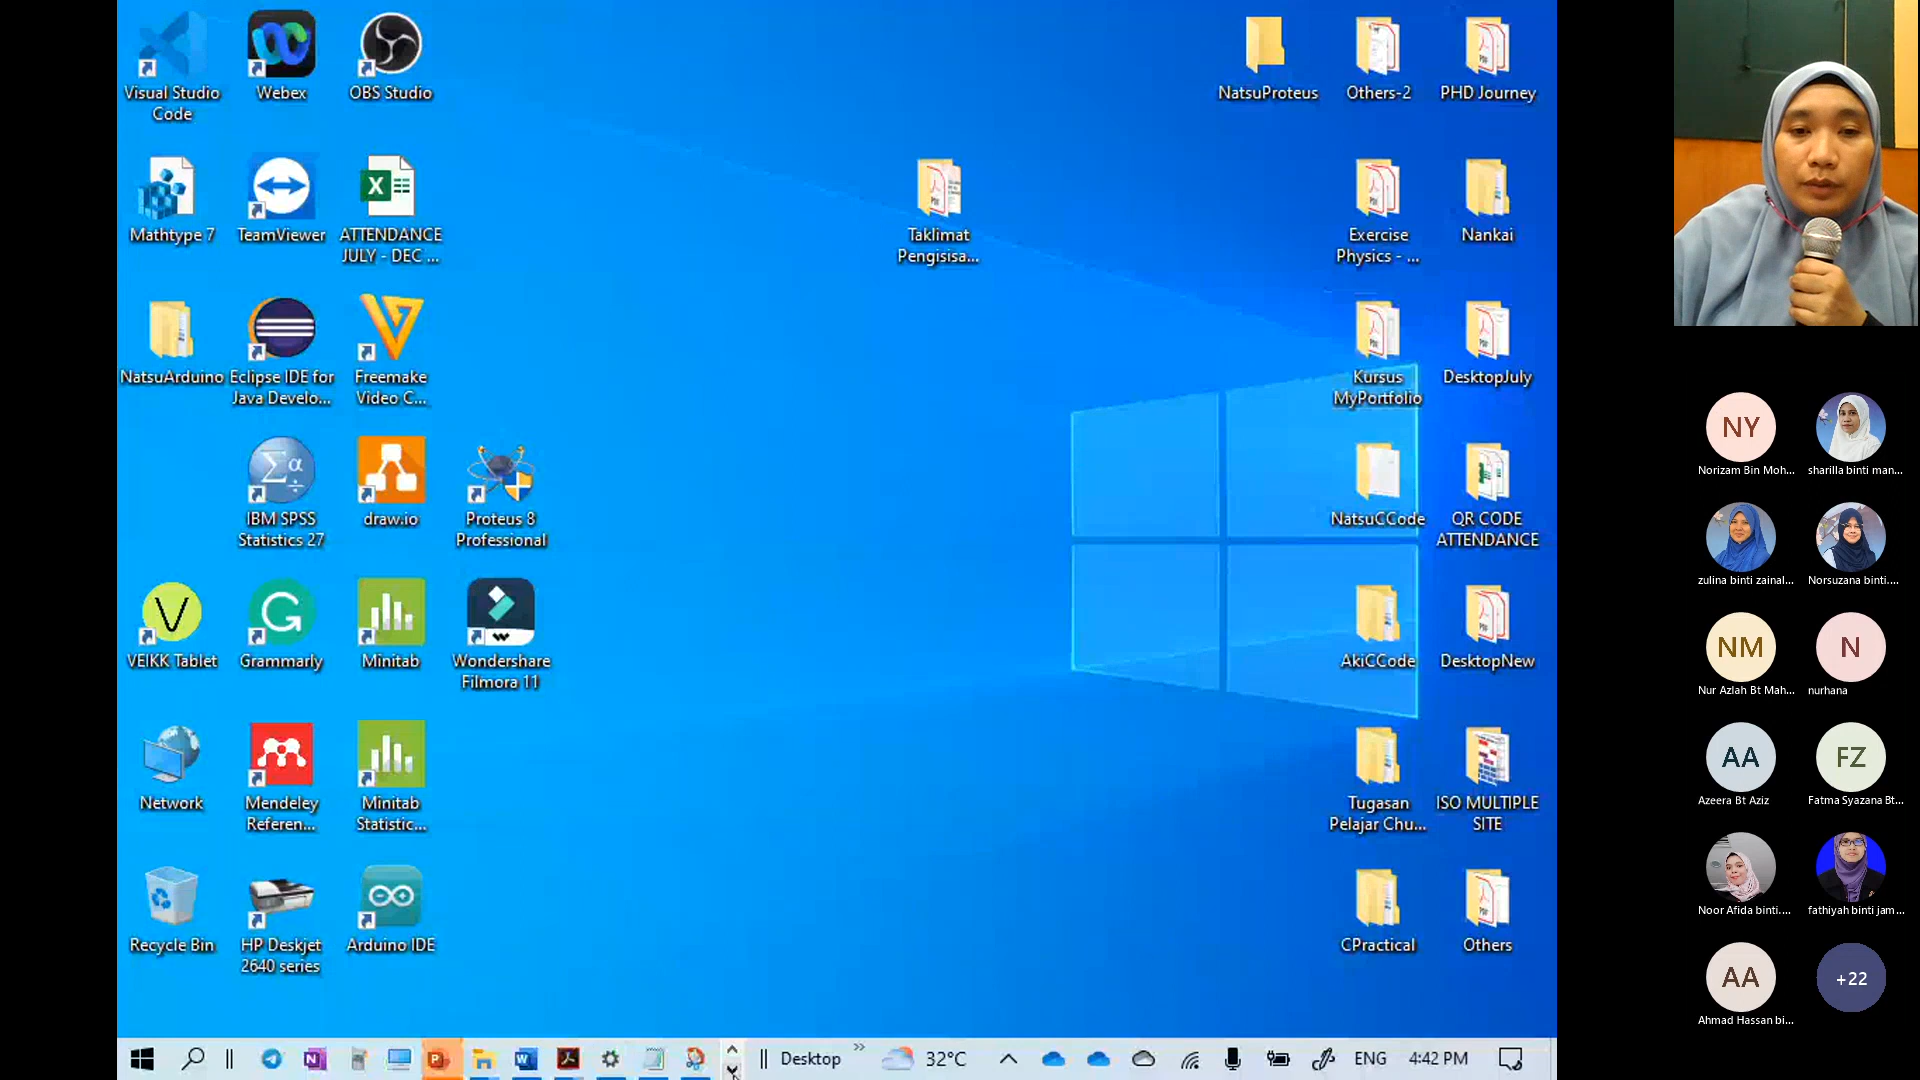 Visual Studio
Code
Webex
OBS Studio
NatsuProteus
Others-2
PHD Journey
Mathtype 7
TeamViewer
ATTENDANCE
JULY - DEC ...
Taklimat
Pengisisa...
Exercise
Physics - ...
Nankai
NatsuArduino
Eclipse IDE for
Java Develo...
Freemake
Video C...
Kursus
MyPortfolio
DesktopJuly
IBM SPSS
Statistics 27
draw.io
Proteus 8
Professional
NatsuCCode
QR CODE
ATTENDANCE
VEIKK Tablet
Grammarly
Minitab
Wondershare
Filmora 11
AkiCCode
DesktopNew
Network
Mendeley
Referen...
Minitab
Statistic...
Tugasan
Pelajar Chu...
ISO MULTIPLE
SITE
Recycle Bin
HP Deskjet
2640 series
Arduino IDE
CPractical
Others
Desktop
32°C
ENG
4:42 PM
NY
Norizam Bin Moh...
sharilla binti man...
zulina binti zainal...
Norsuzana binti....
NM
Nur Azlah Bt Mah...
N
nurhana
AA
Azeera Bt Aziz
FZ
Fatma Syazana Bt...
Noor Afida binti....
fathiyah binti jam...
AA
Ahmad Hassan bi...
+22